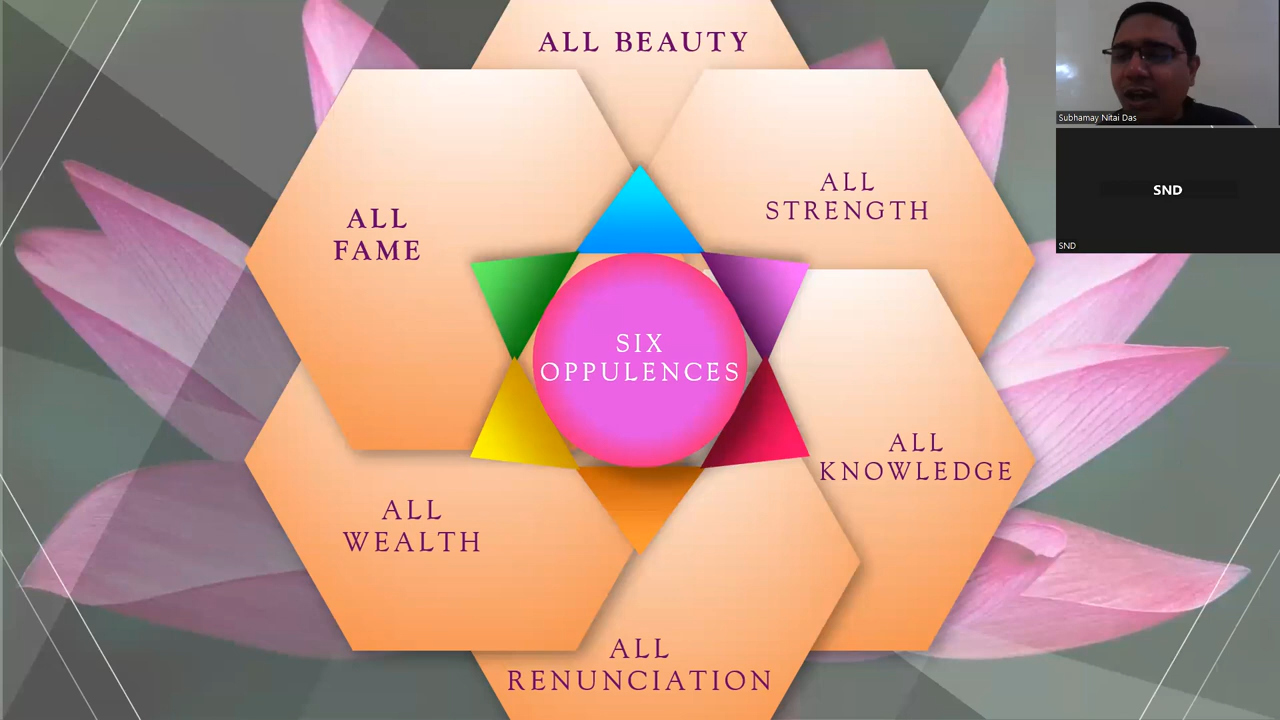 ALL BEAUTY
ALL
STRENGTH
ALL
FAME
SIX
OPPULENCES
ALL
KNOWLEDGE
ALL
WEALTH
ALL
RENUNCIATION
Subhamay Nitai Das
SND
SND